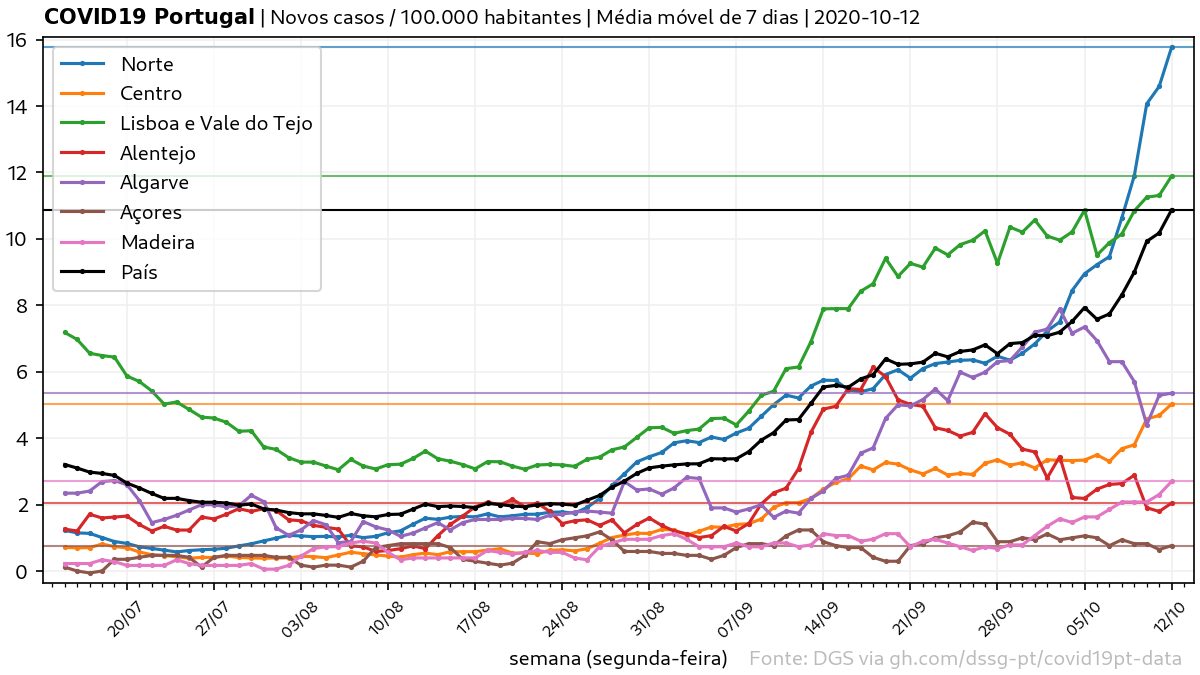 COVID19 Portugal | Novos casos / 100.000 habitantes | Média móvel de 7 dias | 2020-10-12
16
14
12
10
8
6
4
2
0
Norte
Centro
Lisboa e Vale do Tejo
Alentejo
Algarve
Açores
Madeira
País
20/07 27/07 03/08 10/08 17/08 24/08 31/08 07/09 14/09 21/09 28/09 05/10 12/10
semana (segunda-feira) Fonte: DGS via gh.com/dssg-pt/covid19pt-data